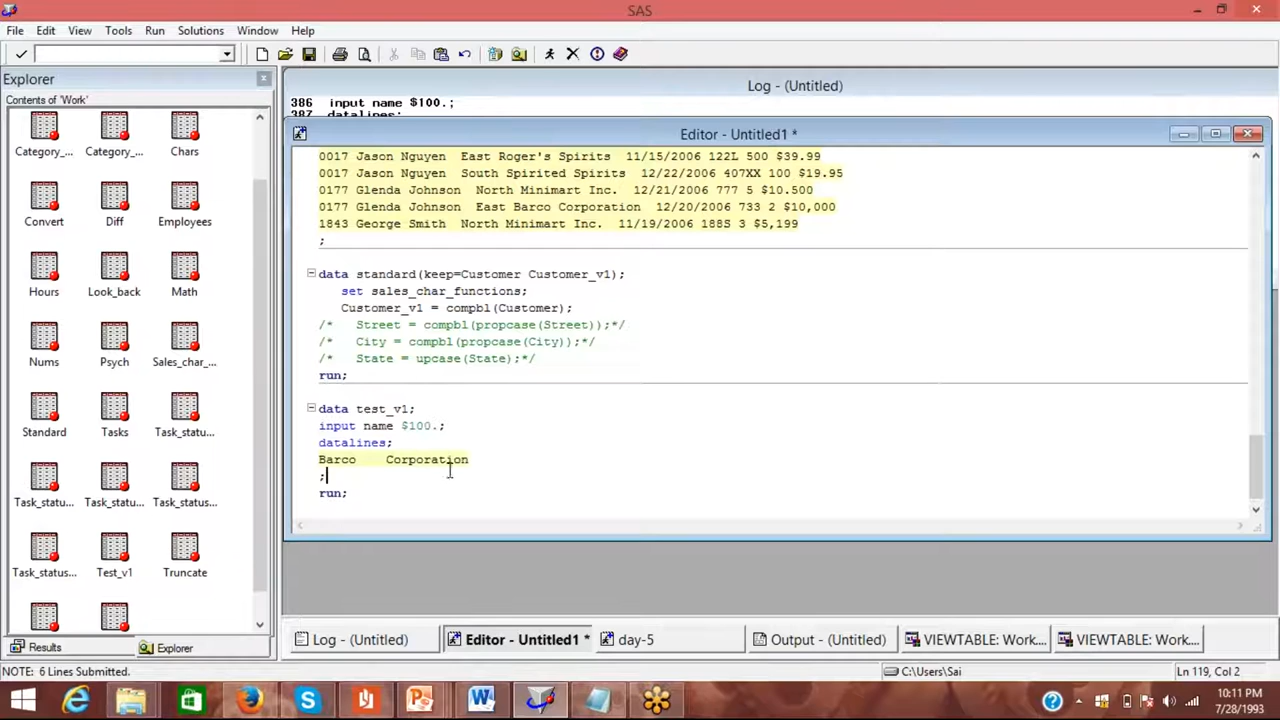 SAS
File Edit View Tools Run Solutions Window Help
Explorer
Contents of 'Work'
Category_... Category_... Chars
Convert Diff Employees
Hours Look_back Math
Nums Psych Sales_char_...
Standard Tasks Task_statu...
Task_statu... Task_statu... Task_status...
Task_status... Test_v1 Truncate
Results Explorer
Log - (Untitled)
386 input name $100.;
387 datalines;
Editor - Untitled1 *
0017 Jason Nguyen East Roger's Spirits 11/15/2006 122L 500 $39.99
0017 Jason Nguyen South Spirited Spirits 12/22/2006 407XX 100 $19.95
0177 Glenda Johnson North Minimart Inc. 12/21/2006 777 5 $10.500
0177 Glenda Johnson East Barco Corporation 12/20/2006 733 2 $10,000
1843 George Smith North Minimart Inc. 11/19/2006 188S 3 $5,199
;
data standard(keep=Customer Customer_v1);
set sales_char_functions;
Customer_v1 = compbl(Customer);
/* Street = compbl(propcase(Street));*/
/* City = compbl(propcase(City));*/
/* State = upcase(State);*/
run;
data test_v1;
input name $100.;
datalines;
Barco    Corporation
;
run;
Log - (Untitled) Editor - Untitled1 * day-5 Output - (Untitled) VIEWTABLE: Work.... VIEWTABLE: Work....
NOTE: 6 Lines Submitted. C:\Users\Sai Ln 119, Col 2
10:11 PM
7/28/1993